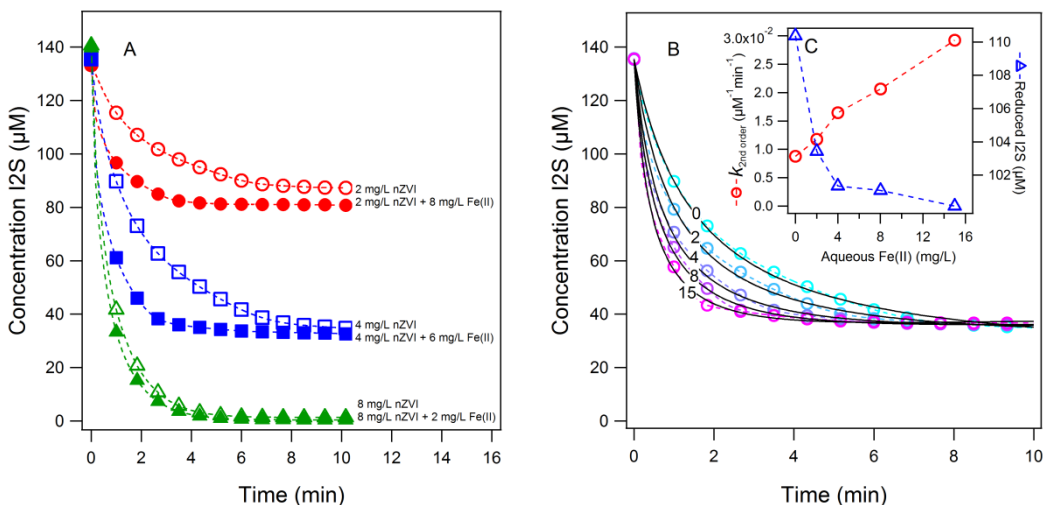 A
Concentration I2S (µM)
140
120
100
80
60
40
20
0
2 mg/L nZVI
2 mg/L nZVI + 8 mg/L Fe(II)
4 mg/L nZVI
4 mg/L nZVI + 6 mg/L Fe(II)
8 mg/L nZVI
8 mg/L nZVI + 2 mg/L Fe(II)
0 2 4 6 8 10 12 14 16
Time (min)
B
Concentration I2S (µM)
140
120
100
80
60
40
20
0
0
2
4
8
15
0 2 4 6 8 10
Time (min)
C
k2nd order (µM⁻¹min⁻¹)
3.0x10⁻²
2.5
2.0
1.5
1.0
0.5
0.0
110
108
106
104
102
Reduced I2S (µM)
0 4 8 12 16
Aqueous Fe(II) (mg/L)